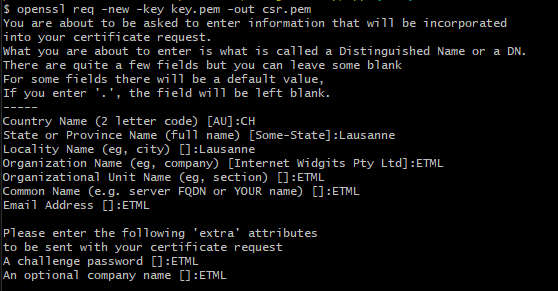 $ openssl req -new -key key.pem -out csr.pem
You are about to be asked to enter information that will be incorporated
into your certificate request.
What you are about to enter is what is called a Distinguished Name or a DN.
There are quite a few fields but you can leave some blank
For some fields there will be a default value,
If you enter '.', the field will be left blank.
-----
Country Name (2 letter code) [AU]:CH
State or Province Name (full name) [Some-State]:Lausanne
Locality Name (eg, city) []:Lausanne
Organization Name (eg, company) [Internet Widgits Pty Ltd]:ETML
Organizational Unit Name (eg, section) []:ETML
Common Name (e.g. server FQDN or YOUR name) []:ETML
Email Address []:ETML

Please enter the following 'extra' attributes
to be sent with your certificate request
A challenge password []:ETML
An optional company name []:ETML